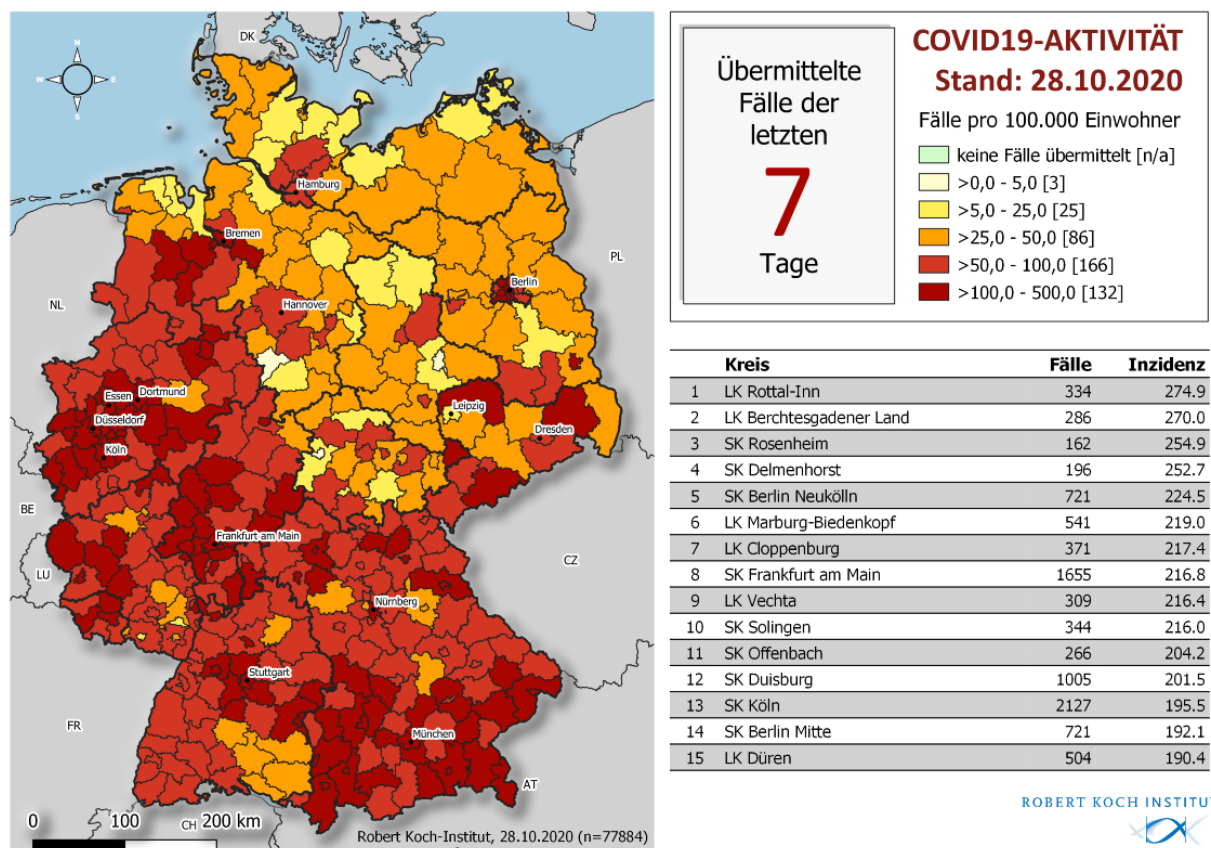 DK
N
W
E
S
Hamburg
Bremen
PL
Berlin
NL
Hannover
Essen
Dortmund
Düsseldorf
Köln
Leipzig
Dresden
BE
Frankfurt am Main
LU
CZ
Nürnberg
Stuttgart
FR
München
AT
0 100 200 km
CH
Robert Koch-Institut, 28.10.2020 (n=77884)
Übermittelte
Fälle der
letzten
7
Tage
COVID19-AKTIVITÄT
Stand: 28.10.2020
Fälle pro 100.000 Einwohner
keine Fälle übermittelt [n/a]
>0,0 - 5,0 [3]
>5,0 - 25,0 [25]
>25,0 - 50,0 [86]
>50,0 - 100,0 [166]
>100,0 - 500,0 [132]
Kreis Fälle Inzidenz
1 LK Rottal-Inn 334 274.9
2 LK Berchtesgadener Land 286 270.0
3 SK Rosenheim 162 254.9
4 SK Delmenhorst 196 252.7
5 SK Berlin Neukölln 721 224.5
6 LK Marburg-Biedenkopf 541 219.0
7 LK Cloppenburg 371 217.4
8 SK Frankfurt am Main 1655 216.8
9 LK Vechta 309 216.4
10 SK Solingen 344 216.0
11 SK Offenbach 266 204.2
12 SK Duisburg 1005 201.5
13 SK Köln 2127 195.5
14 SK Berlin Mitte 721 192.1
15 LK Düren 504 190.4
ROBERT KOCH INSTITU